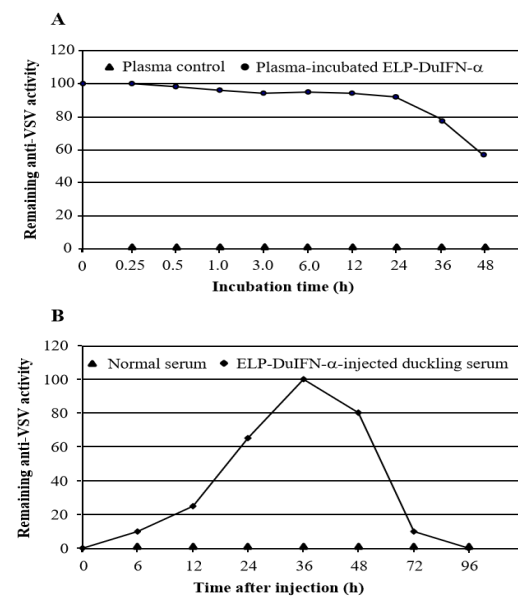 A
120
Plasma control Plasma-incubated ELP-DuIFN-α
100
80
60
40
20
0
Remaining anti-VSV activity
0 0.25 0.5 1.0 3.0 6.0 12 24 36 48
Incubation time (h)
B
120
Normal serum ELP-DuIFN-α-injected duckling serum
100
80
60
40
20
0
Remaining anti-VSV activity
0 6 12 24 36 48 72 96
Time after injection (h)